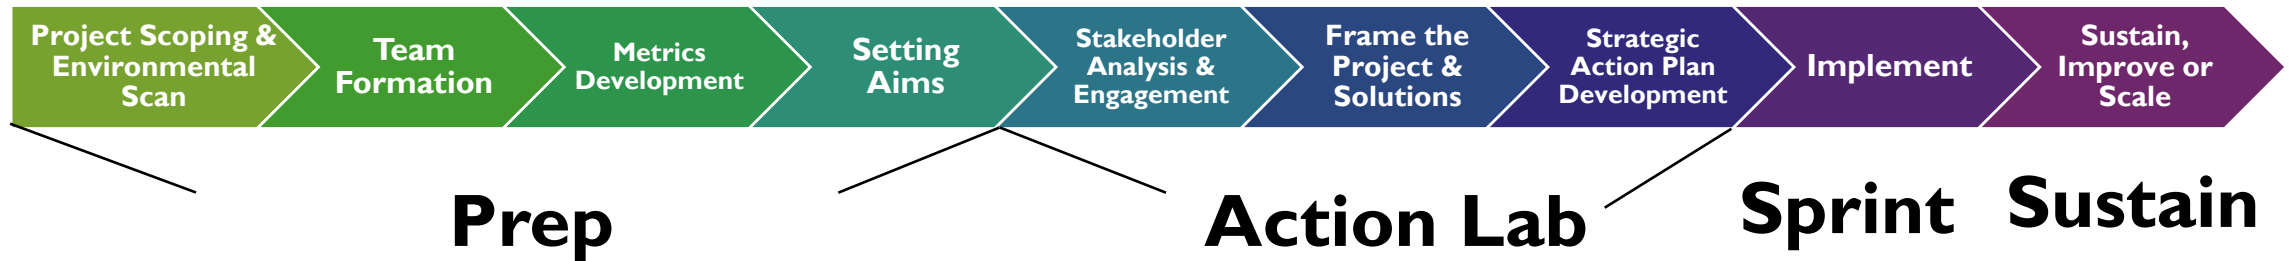 Project Scoping &
Environmental
Scan
Team
Formation
Metrics
Development
Setting
Aims
Stakeholder
Analysis &
Engagement
Frame the
Project &
Solutions
Strategic
Action Plan
Development
Implement
Sustain,
Improve or
Scale
Prep
Action Lab
Sprint
Sustain